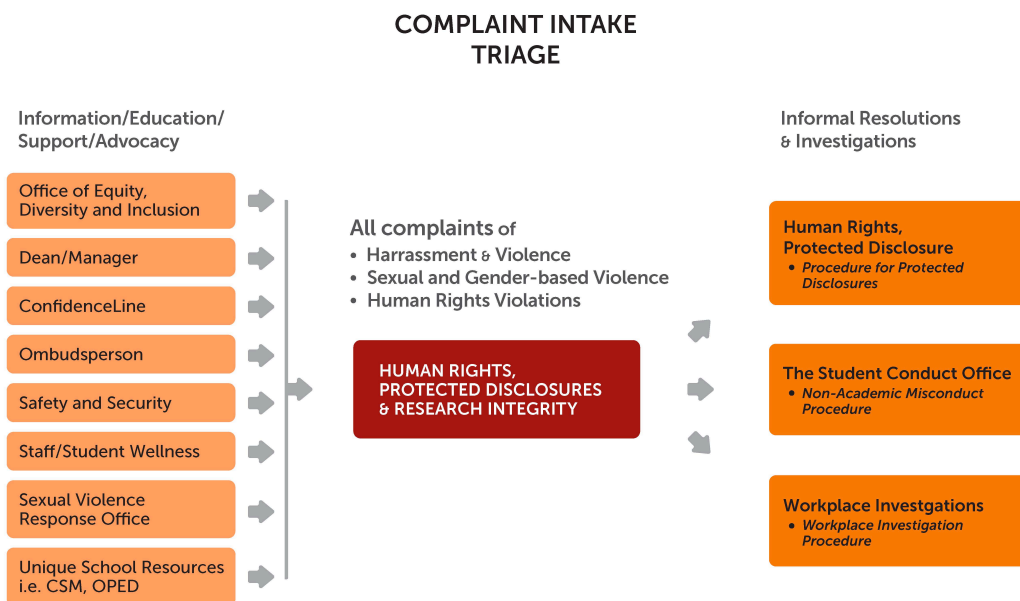 COMPLAINT INTAKE
TRIAGE
Information/Education/
Support/Advocacy
Office of Equity,
Diversity and Inclusion
Dean/Manager
ConfidenceLine
Ombudsperson
Safety and Security
Staff/Student Wellness
Sexual Violence
Response Office
Unique School Resources
i.e. CSM, OPED
All complaints of
• Harrassment & Violence
• Sexual and Gender-based Violence
• Human Rights Violations
HUMAN RIGHTS,
PROTECTED DISCLOSURES
& RESEARCH INTEGRITY
Informal Resolutions
& Investigations
Human Rights,
Protected Disclosure
• Procedure for Protected
Disclosures
The Student Conduct Office
• Non-Academic Misconduct
Procedure
Workplace Investgations
• Workplace Investigation
Procedure